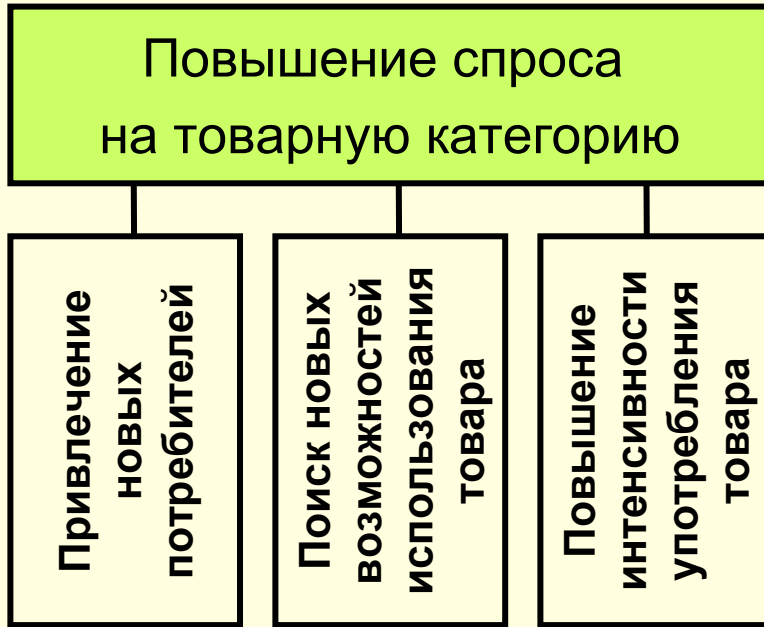 Повышение спроса
на товарную категорию
Привлечение
новых
потребителей
Поиск новых
возможностей
использования
товара
Повышение
интенсивности
употребления
товара